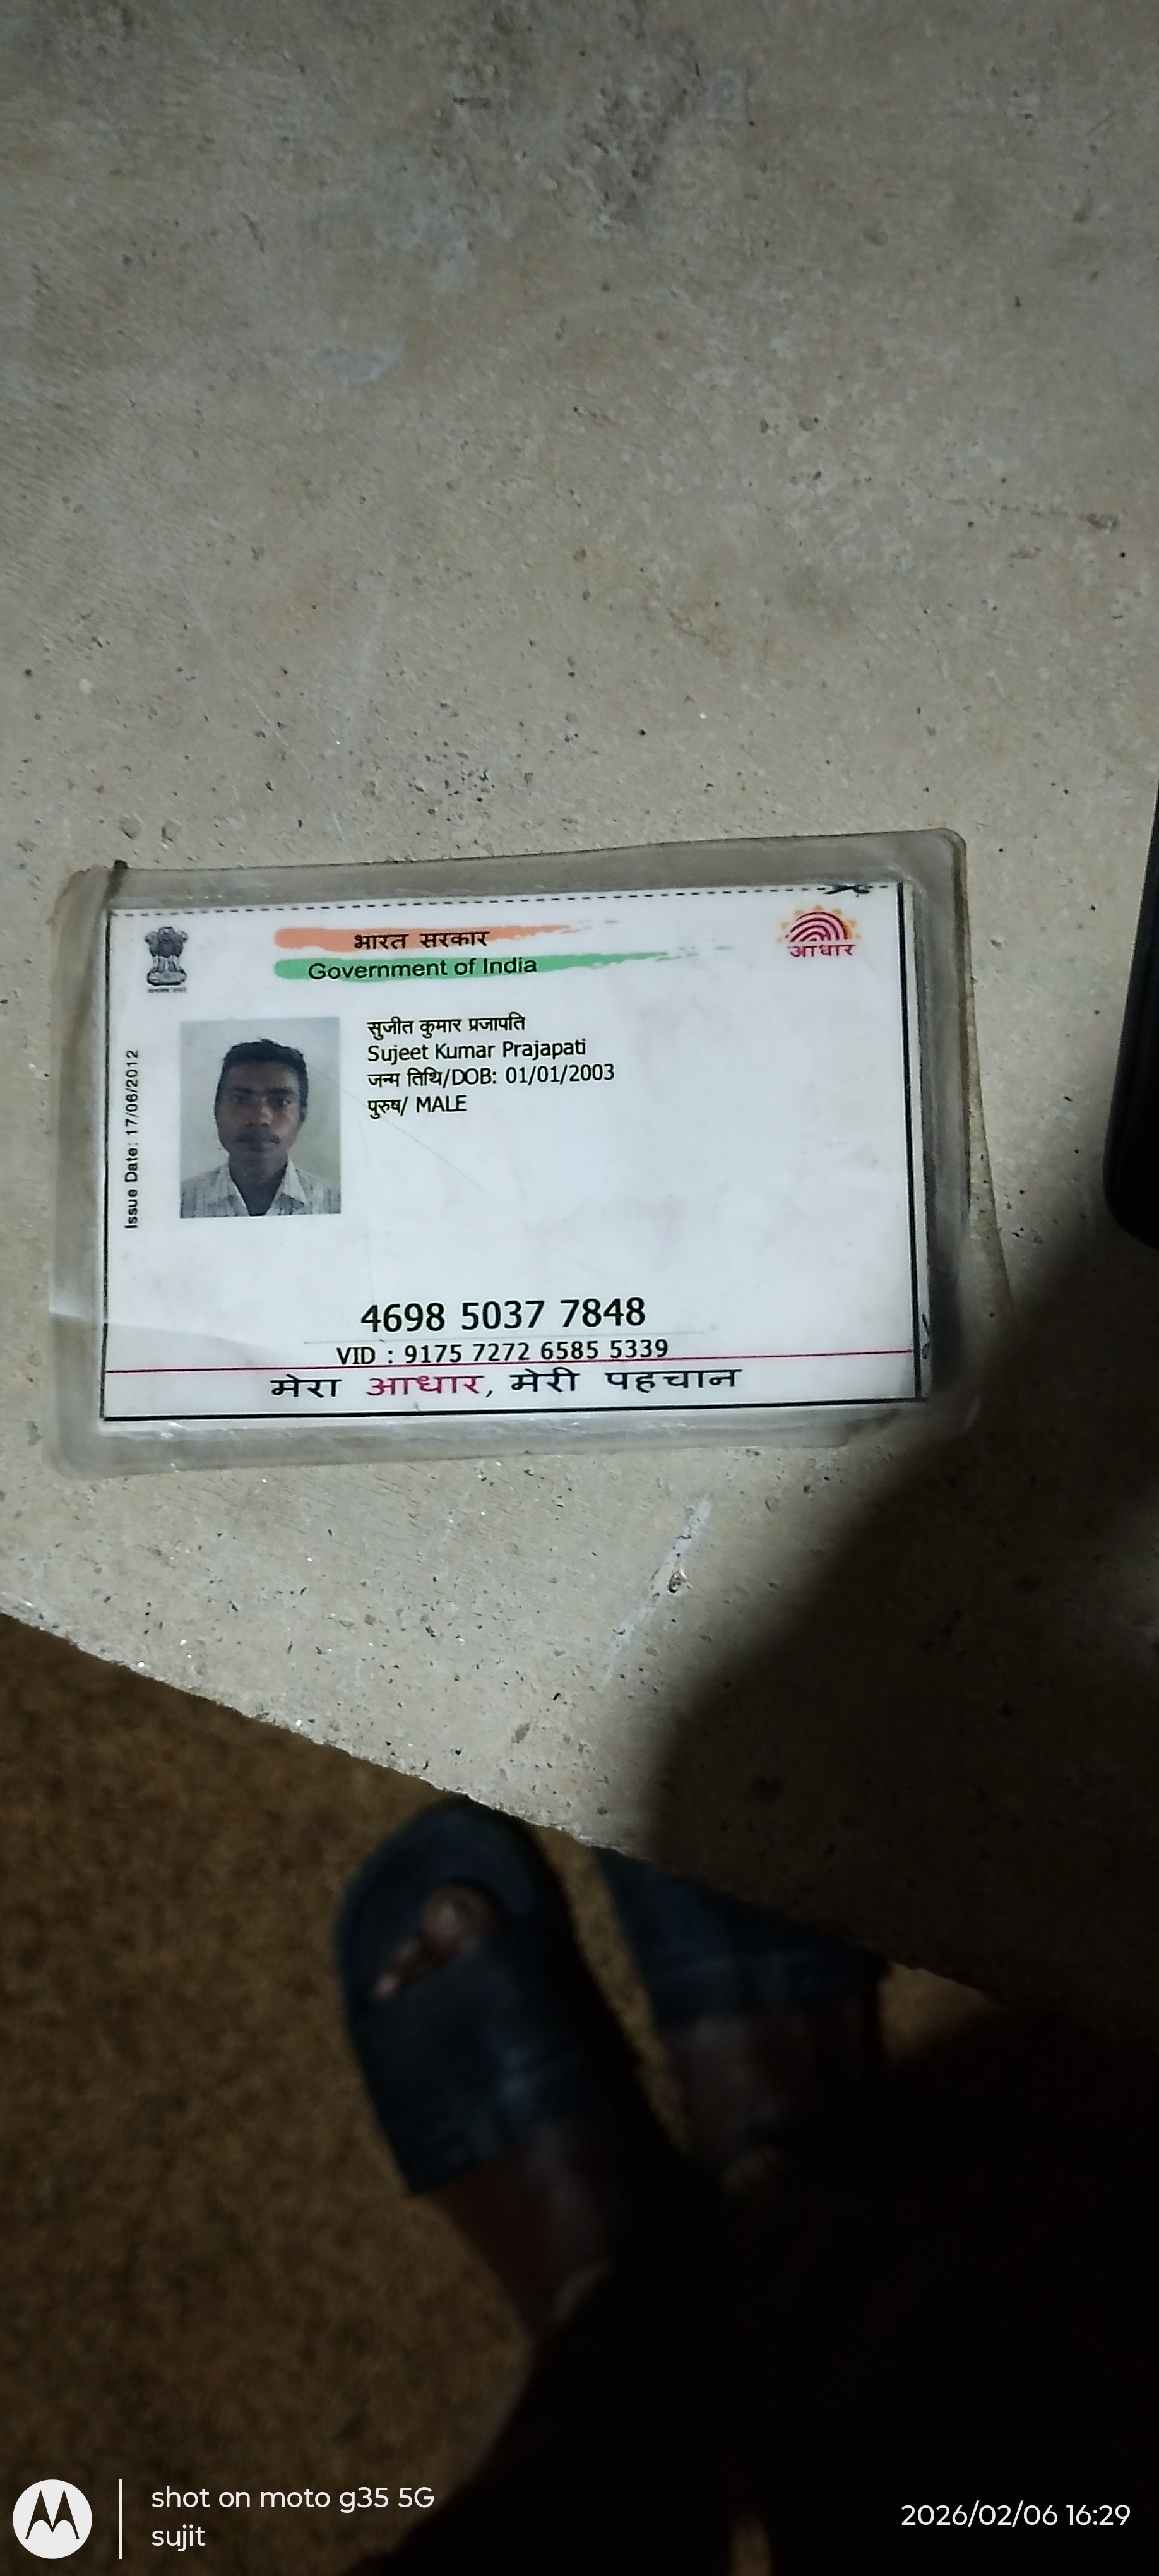 भारत सरकार
Government of India
आधार
Issue Date: 17/06/2012
सुजीत कुमार प्रजापति
Sujeet Kumar Prajapati
जन्म तिथि/DOB: 01/01/2003
पुरुष/ MALE
4698 5037 7848
VID : 9175 7272 6585 5339
मेरा आधार, मेरी पहचान
shot on moto g35 5G
sujit
2026/02/06 16:29